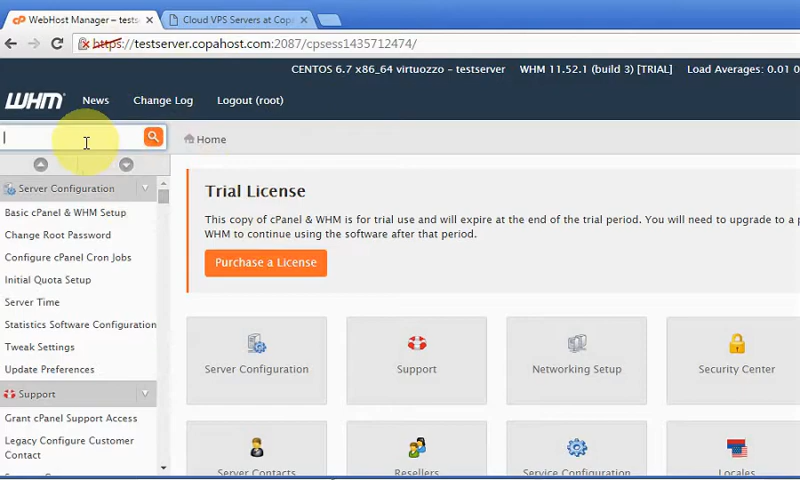 WebHost Manager - tests
Cloud VPS Servers at Copa
https://testserver.copahost.com:2087/cpsess1435712474/
CENTOS 6.7 x86_64 virtuozzo – testserver WHM 11.52.1 (build 3) [TRIAL] Load Averages: 0.01 0
WHM News Change Log Logout (root)
Home
Server Configuration
Basic cPanel & WHM Setup
Change Root Password
Configure cPanel Cron Jobs
Initial Quota Setup
Server Time
Statistics Software Configuration
Tweak Settings
Update Preferences
Support
Grant cPanel Support Access
Legacy Configure Customer
Contact
Trial License
This copy of cPanel & WHM is for trial use and will expire at the end of the trial period. You will need to upgrade to a p
WHM to continue using the software after that period.
Purchase a License
Server Configuration
Support
Networking Setup
Security Center
Server Contacts
Resellers
Service Configuration
Locales